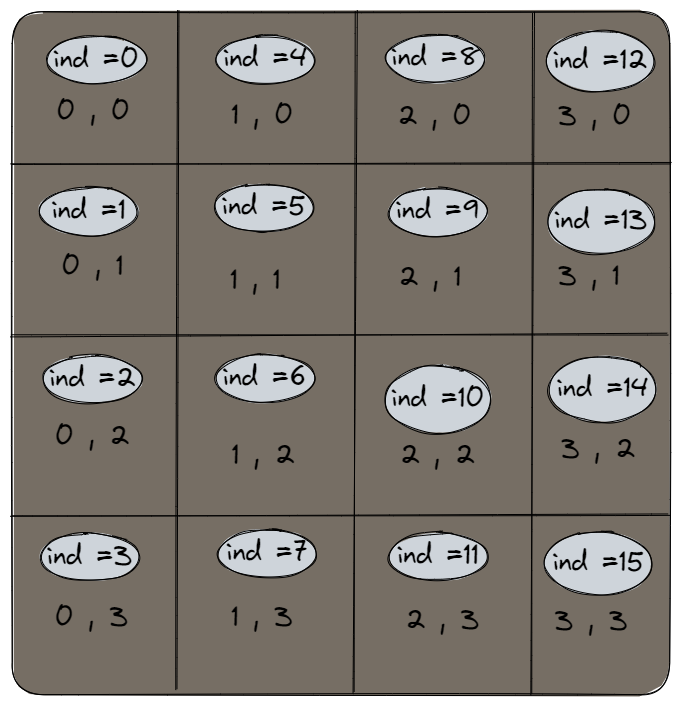 ind =0
0 , 0
ind =4
1 , 0
ind =8
2 , 0
ind =12
3 , 0
ind =1
0 , 1
ind =5
1 , 1
ind =9
2 , 1
ind =13
3 , 1
ind =2
0 , 2
ind =6
1 , 2
ind =10
2 , 2
ind =14
3 , 2
ind =3
0 , 3
ind =7
1 , 3
ind =11
2 , 3
ind =15
3 , 3